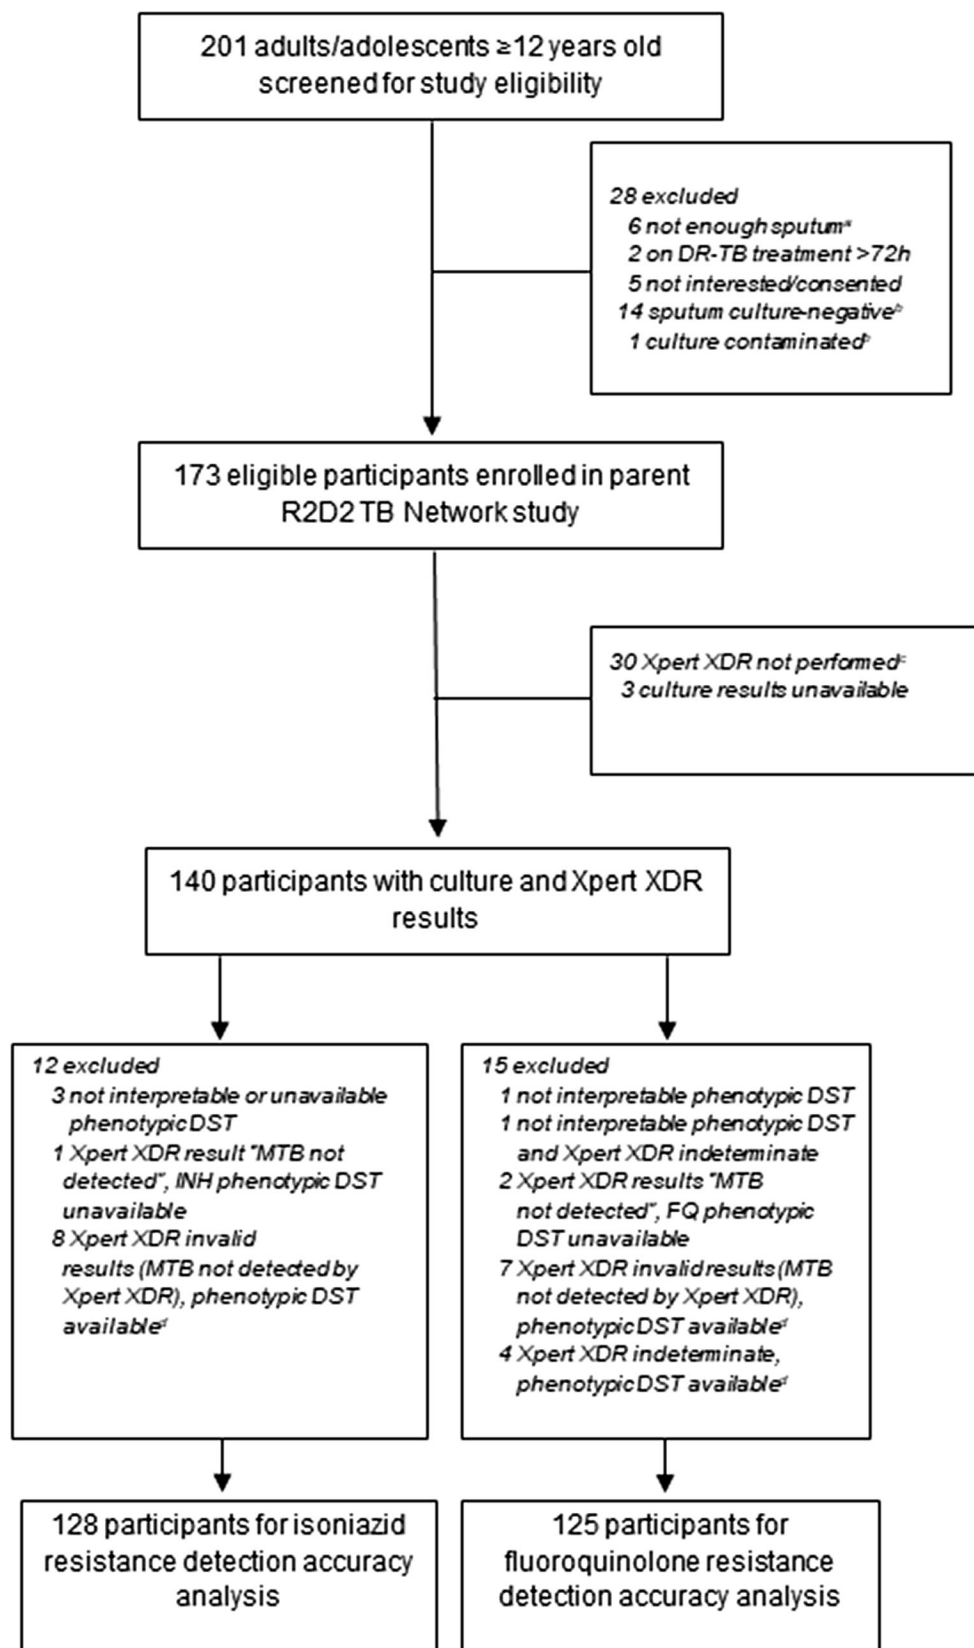 201 adults/adolescents ≥12 years old
screened for study eligibility
28 excluded
6 not enough sputumᵃ
2 on DR-TB treatment >72h
5 not interested/consented
14 sputum culture-negativeᵇ
1 culture contaminatedᵇ
173 eligible participants enrolled in parent
R2D2 TB Network study
30 Xpert XDR not performedᶜ
3 culture results unavailable
140 participants with culture and Xpert XDR
results
12 excluded
3 not interpretable or unavailable
phenotypic DST
1 Xpert XDR result "MTB not
detected", INH phenotypic DST
unavailable
8 Xpert XDR invalid
results (MTB not detected by
Xpert XDR), phenotypic DST
availableᵈ
15 excluded
1 not interpretable phenotypic DST
1 not interpretable phenotypic DST
and Xpert XDR indeterminate
2 Xpert XDR results "MTB
not detected", FQ phenotypic
DST unavailable
7 Xpert XDR invalid results (MTB
not detected by Xpert XDR),
phenotypic DST availableᵈ
4 Xpert XDR indeterminate,
phenotypic DST availableᵈ
128 participants for isoniazid
resistance detection accuracy
analysis
125 participants for
fluoroquinolone resistance
detection accuracy analysis